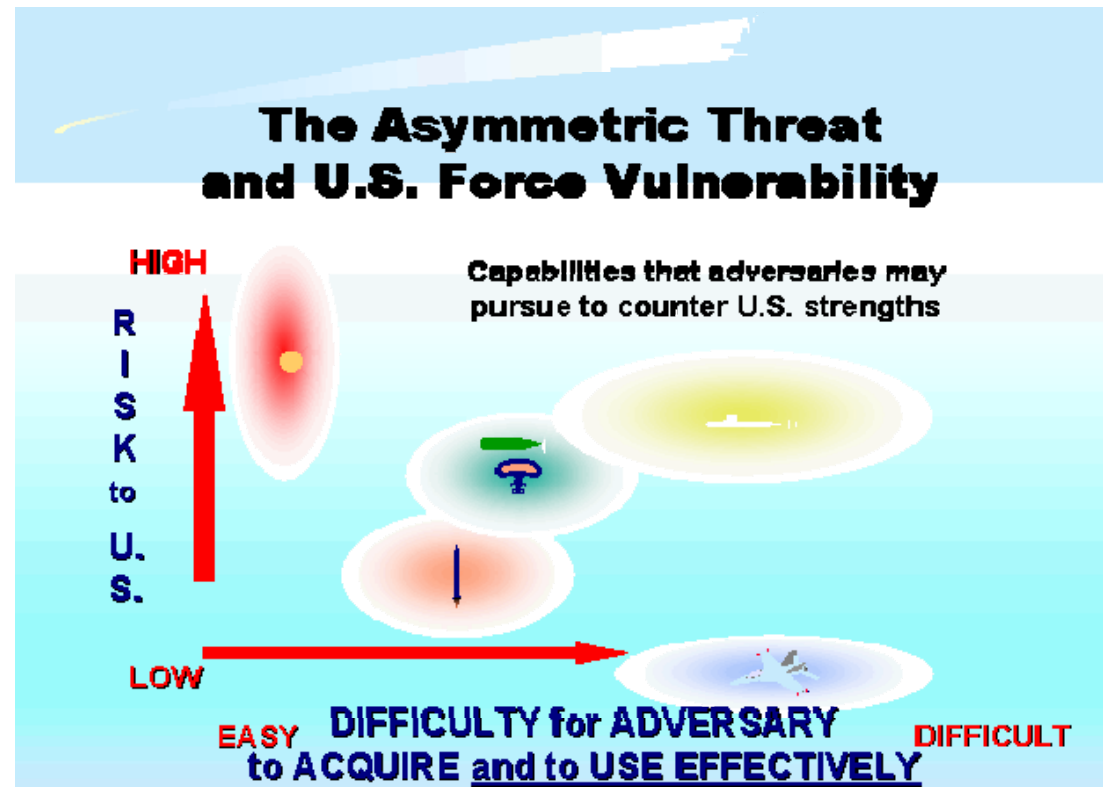 The Asymmetric Threat
and U.S. Force Vulnerability
HIGH
Capabilities that adversaries may
pursue to counter U.S. strengths
RISK to U.S.
LOW
EASY
DIFFICULTY for ADVERSARY
to ACQUIRE and to USE EFFECTIVELY
DIFFICULT